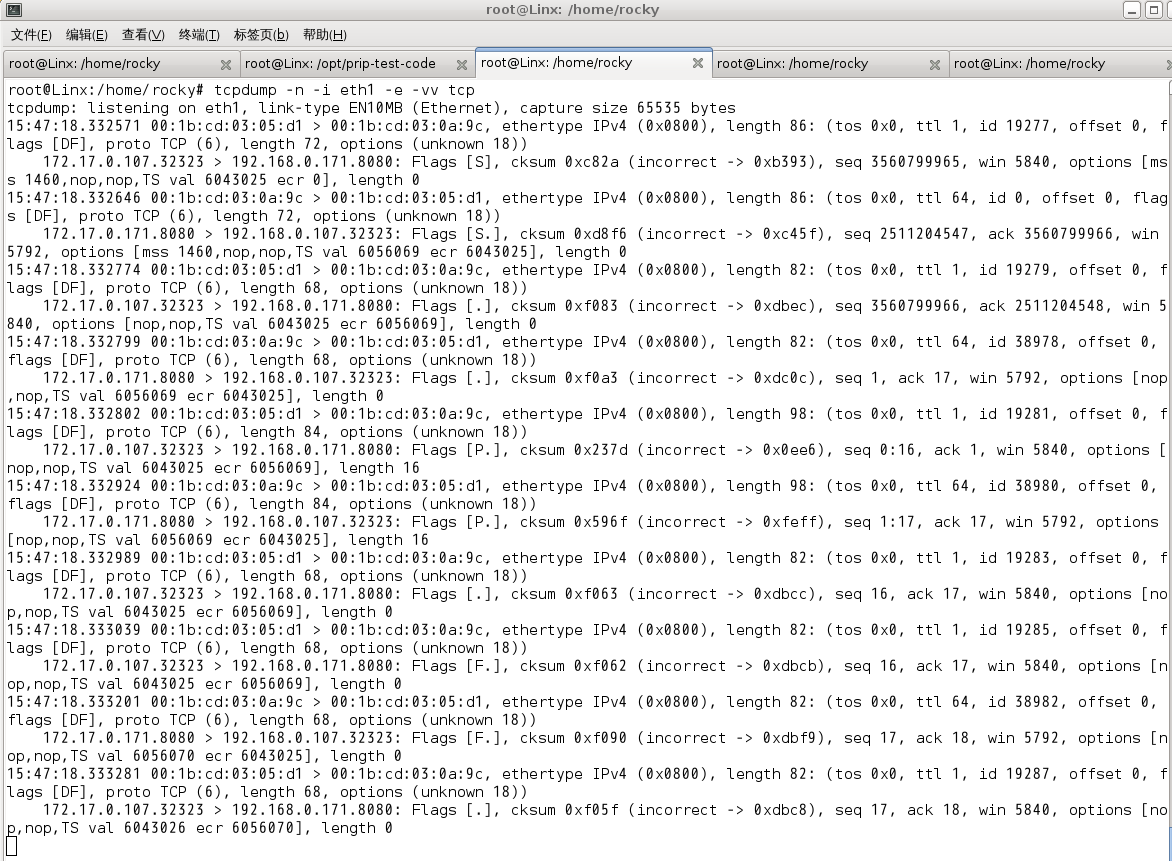 root@Linx: /home/rocky
文件(F) 编辑(E) 查看(V) 终端(T) 标签页(b) 帮助(H)
root@Linx: /home/rocky root@Linx: /opt/prip-test-code root@Linx: /home/rocky root@Linx: /home/rocky root@Linx: /home/rocky
root@Linx:/home/rocky# tcpdump -n -i eth1 -e -vv tcp
tcpdump: listening on eth1, link-type EN10MB (Ethernet), capture size 65535 bytes
15:47:18.332571 00:1b:cd:03:05:d1 > 00:1b:cd:03:0a:9c, ethertype IPv4 (0x0800), length 86: (tos 0x0, ttl 1, id 19277, offset 0, f
lags [DF], proto TCP (6), length 72, options (unknown 18))
172.17.0.107.32323 > 192.168.0.171.8080: Flags [S], cksum 0xc82a (incorrect -> 0xb393), seq 3560799965, win 5840, options [ms
s 1460,nop,nop,TS val 6043025 ecr 0], length 0
15:47:18.332646 00:1b:cd:03:0a:9c > 00:1b:cd:03:05:d1, ethertype IPv4 (0x0800), length 86: (tos 0x0, ttl 64, id 0, offset 0, flag
s [DF], proto TCP (6), length 72, options (unknown 18))
172.17.0.171.8080 > 192.168.0.107.32323: Flags [S.], cksum 0xd8f6 (incorrect -> 0xc45f), seq 2511204547, ack 3560799966, win
5792, options [mss 1460,nop,nop,TS val 6056069 ecr 6043025], length 0
15:47:18.332774 00:1b:cd:03:05:d1 > 00:1b:cd:03:0a:9c, ethertype IPv4 (0x0800), length 82: (tos 0x0, ttl 1, id 19279, offset 0, f
lags [DF], proto TCP (6), length 68, options (unknown 18))
172.17.0.107.32323 > 192.168.0.171.8080: Flags [.], cksum 0xf083 (incorrect -> 0xdbec), seq 3560799966, ack 2511204548, win 5
840, options [nop,nop,TS val 6043025 ecr 6056069], length 0
15:47:18.332799 00:1b:cd:03:0a:9c > 00:1b:cd:03:05:d1, ethertype IPv4 (0x0800), length 82: (tos 0x0, ttl 64, id 38978, offset 0,
flags [DF], proto TCP (6), length 68, options (unknown 18))
172.17.0.171.8080 > 192.168.0.107.32323: Flags [.], cksum 0xf0a3 (incorrect -> 0xdc0c), seq 1, ack 17, win 5792, options [nop
,nop,TS val 6056069 ecr 6043025], length 0
15:47:18.332802 00:1b:cd:03:05:d1 > 00:1b:cd:03:0a:9c, ethertype IPv4 (0x0800), length 98: (tos 0x0, ttl 1, id 19281, offset 0, f
lags [DF], proto TCP (6), length 84, options (unknown 18))
172.17.0.107.32323 > 192.168.0.171.8080: Flags [P.], cksum 0x237d (incorrect -> 0x0ee6), seq 0:16, ack 1, win 5840, options [
nop,nop,TS val 6043025 ecr 6056069], length 16
15:47:18.332924 00:1b:cd:03:0a:9c > 00:1b:cd:03:05:d1, ethertype IPv4 (0x0800), length 98: (tos 0x0, ttl 64, id 38980, offset 0,
flags [DF], proto TCP (6), length 84, options (unknown 18))
172.17.0.171.8080 > 192.168.0.107.32323: Flags [P.], cksum 0x596f (incorrect -> 0xfeff), seq 1:17, ack 17, win 5792, options
[nop,nop,TS val 6056069 ecr 6043025], length 16
15:47:18.332989 00:1b:cd:03:05:d1 > 00:1b:cd:03:0a:9c, ethertype IPv4 (0x0800), length 82: (tos 0x0, ttl 1, id 19283, offset 0, f
lags [DF], proto TCP (6), length 68, options (unknown 18))
172.17.0.107.32323 > 192.168.0.171.8080: Flags [.], cksum 0xf063 (incorrect -> 0xdbcc), seq 16, ack 17, win 5840, options [no
p,nop,TS val 6043025 ecr 6056069], length 0
15:47:18.333039 00:1b:cd:03:05:d1 > 00:1b:cd:03:0a:9c, ethertype IPv4 (0x0800), length 82: (tos 0x0, ttl 1, id 19285, offset 0, f
lags [DF], proto TCP (6), length 68, options (unknown 18))
172.17.0.107.32323 > 192.168.0.171.8080: Flags [F.], cksum 0xf062 (incorrect -> 0xdbcb), seq 16, ack 17, win 5840, options [n
op,nop,TS val 6043025 ecr 6056069], length 0
15:47:18.333201 00:1b:cd:03:0a:9c > 00:1b:cd:03:05:d1, ethertype IPv4 (0x0800), length 82: (tos 0x0, ttl 64, id 38982, offset 0,
flags [DF], proto TCP (6), length 68, options (unknown 18))
172.17.0.171.8080 > 192.168.0.107.32323: Flags [F.], cksum 0xf090 (incorrect -> 0xdbf9), seq 17, ack 18, win 5792, options [n
op,nop,TS val 6056070 ecr 6043025], length 0
15:47:18.333281 00:1b:cd:03:05:d1 > 00:1b:cd:03:0a:9c, ethertype IPv4 (0x0800), length 82: (tos 0x0, ttl 1, id 19287, offset 0, f
lags [DF], proto TCP (6), length 68, options (unknown 18))
172.17.0.107.32323 > 192.168.0.171.8080: Flags [.], cksum 0xf05f (incorrect -> 0xdbc8), seq 17, ack 18, win 5840, options [no
p,nop,TS val 6043026 ecr 6056070], length 0